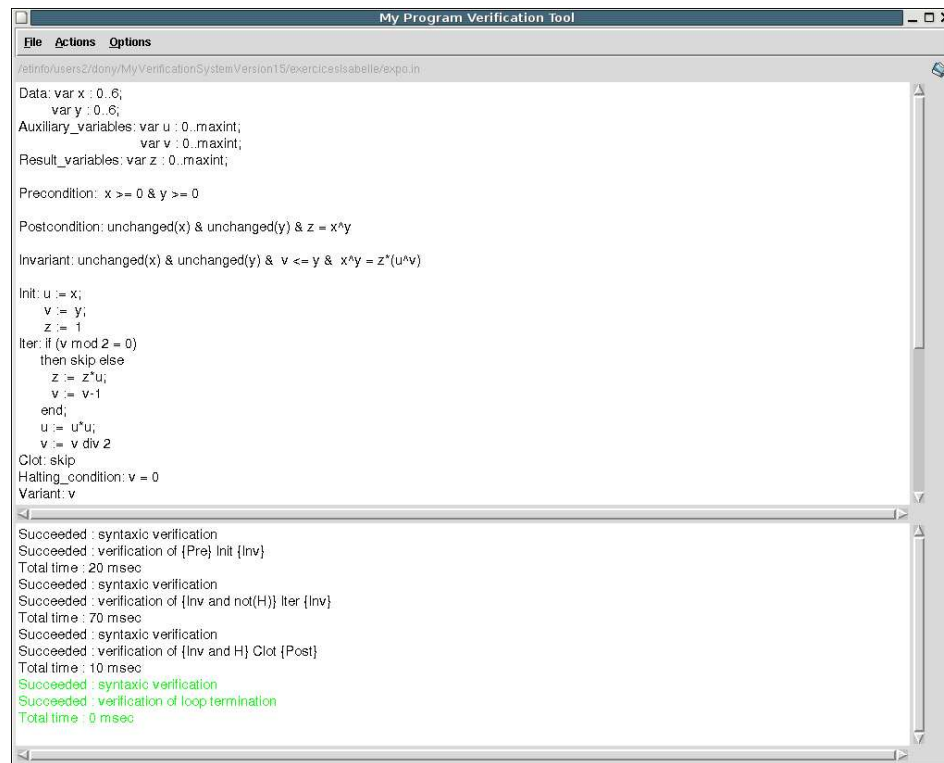 My Program Verification Tool
File Actions Options
/etinfo/users2/dony/MyVerificationSystemVersion15/exercicesIsabelle/expo.in
Data: var x : 0..6;
var y : 0..6;
Auxiliary_variables: var u : 0..maxint;
var v : 0..maxint;
Result_variables: var z : 0..maxint;
Precondition: x >= 0 & y >= 0
Postcondition: unchanged(x) & unchanged(y) & z = x^y
Invariant: unchanged(x) & unchanged(y) & v <= y & x^y = z*(u^v)
Init: u := x;
v := y;
z := 1
Iter: if (v mod 2 = 0)
then skip else
z := z*u;
v := v-1
end;
u := u*u;
v := v div 2
Clot: skip
Halting_condition: v = 0
Variant: v
Succeeded : syntaxic verification
Succeeded : verification of {Pre} Init {Inv}
Total time : 20 msec
Succeeded : syntaxic verification
Succeeded : verification of {Inv and not(H)} Iter {Inv}
Total time : 70 msec
Succeeded : syntaxic verification
Succeeded : verification of {Inv and H} Clot {Post}
Total time : 10 msec
Succeeded : syntaxic verification
Succeeded : verification of loop termination
Total time : 0 msec